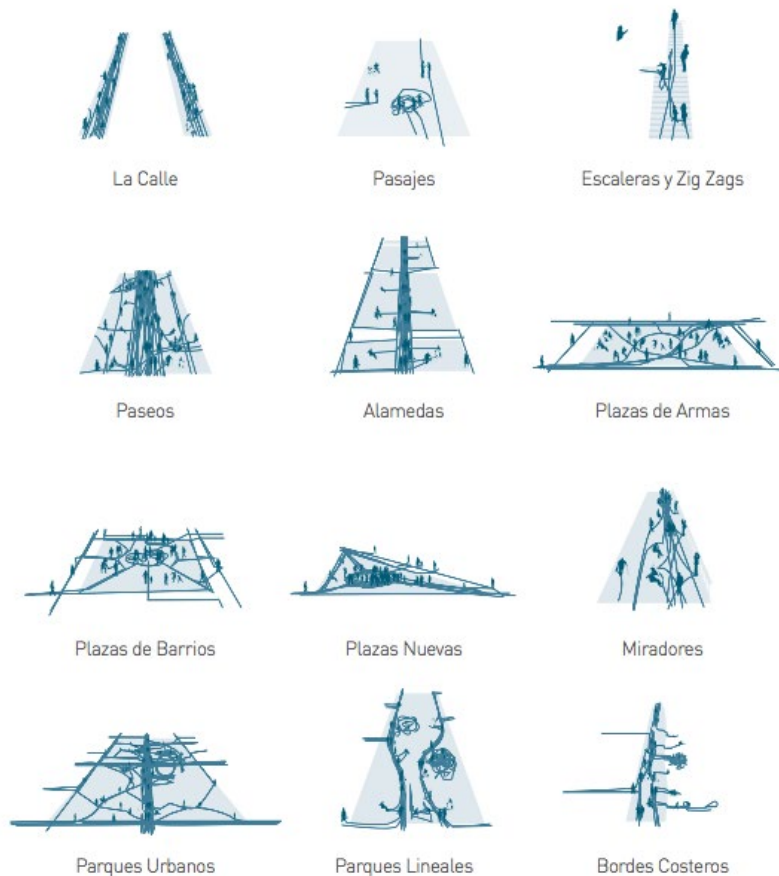 La Calle
Pasajes
Escaleras y Zig Zags
Paseos
Alamedas
Plazas de Armas
Plazas de Barrios
Plazas Nuevas
Miradores
Parques Urbanos
Parques Lineales
Bordes Costeros